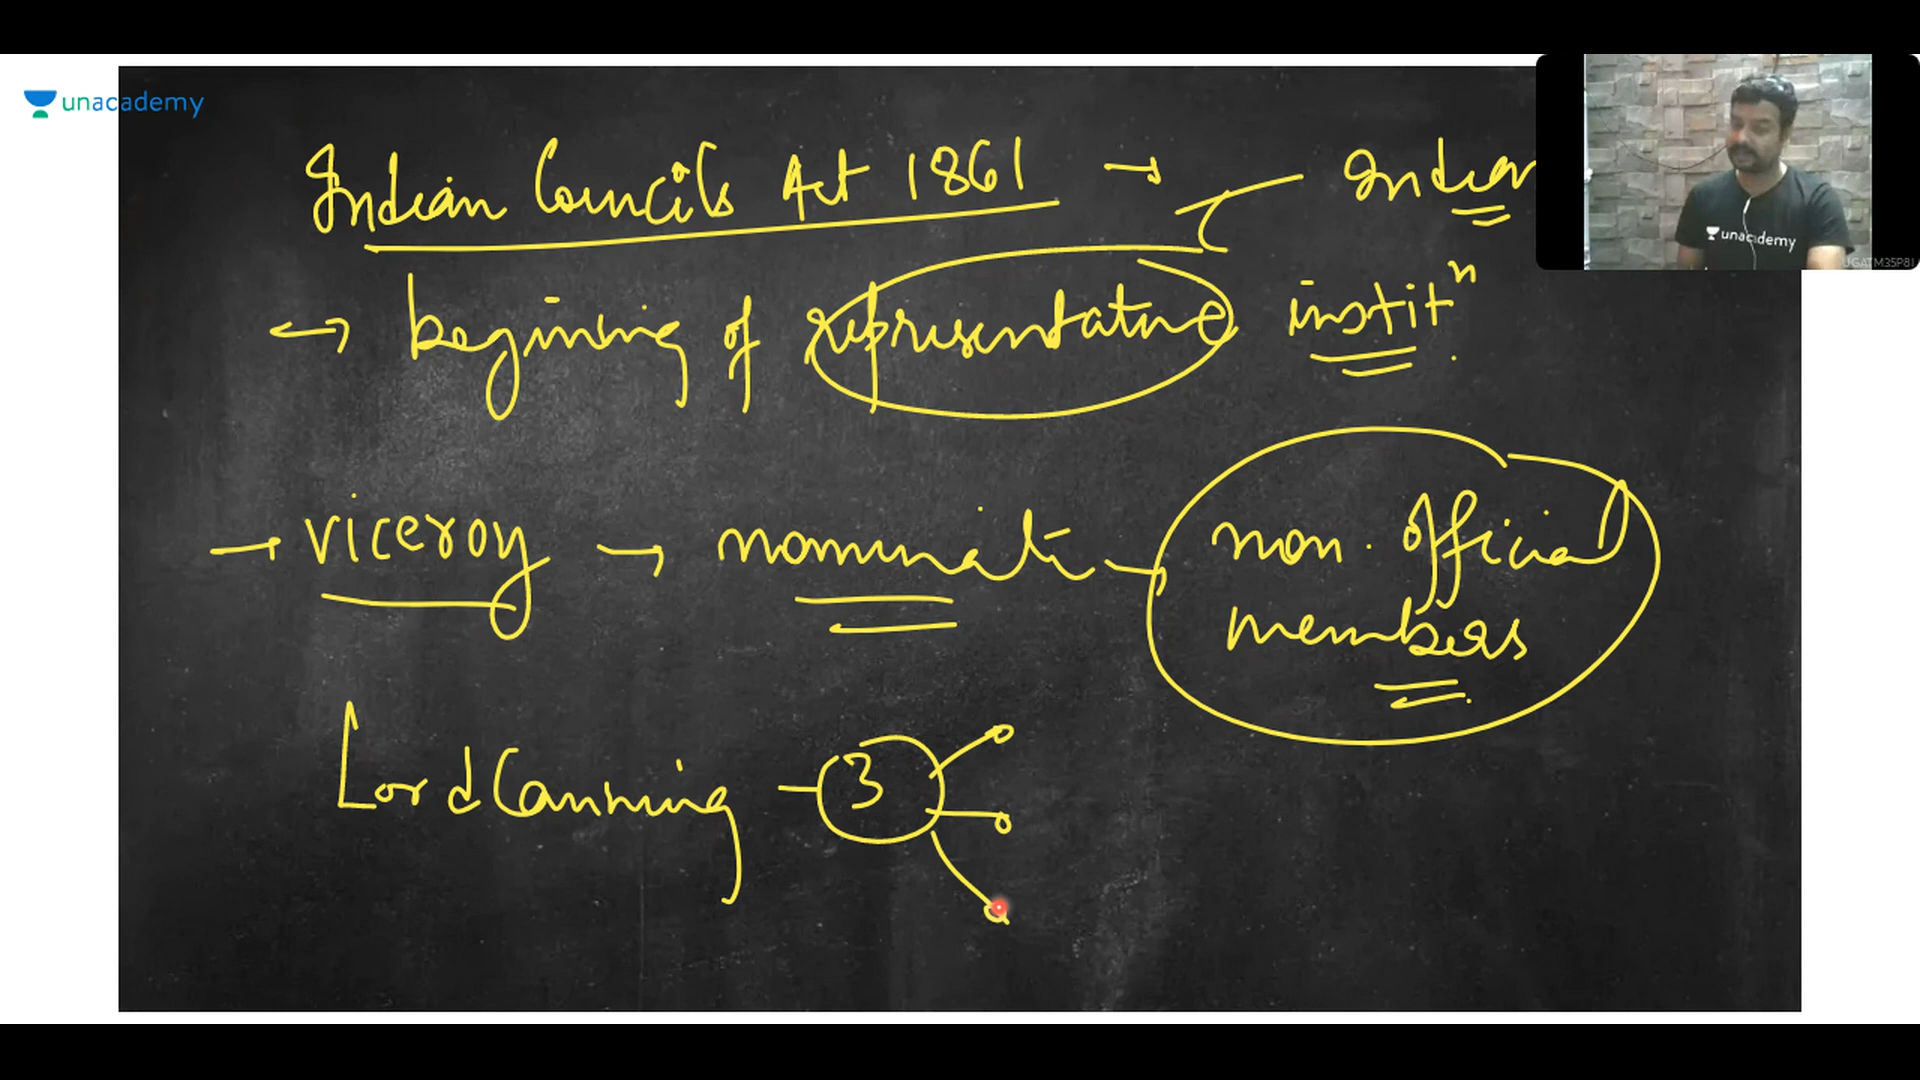 unacademy
Indian Councils Act 1861 → Indian
↔ begining of representative instit^n.
→ viceroy → nominate non-official
members
Lord Canning - 3
unacademy